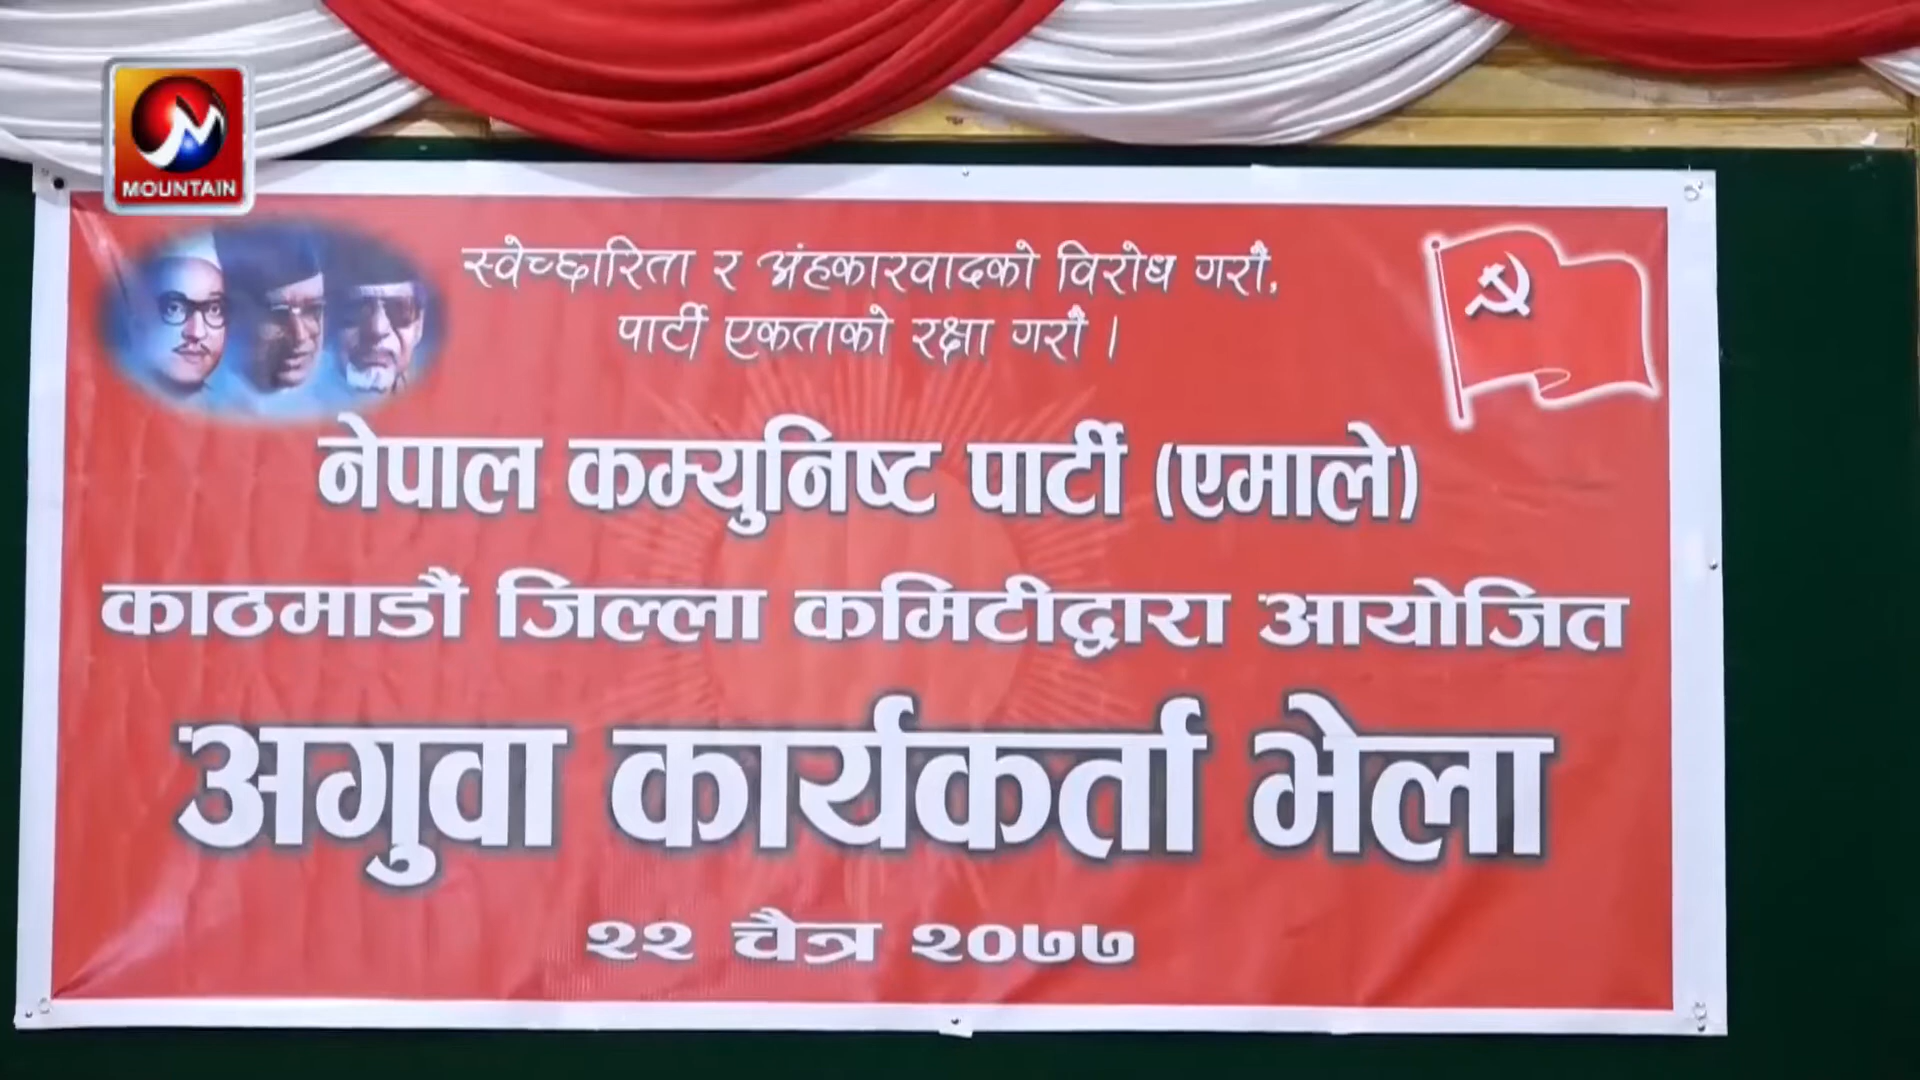 MOUNTAIN
स्वेच्छारिता र अंहकारवादको विरोध गरौं,
पार्टी एकताको रक्षा गरौं ।
नेपाल कम्युनिष्ट पार्टी (एमाले)
काठमाडौं जिल्ला कमिटीद्वारा आयोजित
अगुवा कार्यकर्ता भेला
२२ चैत्र २०७७